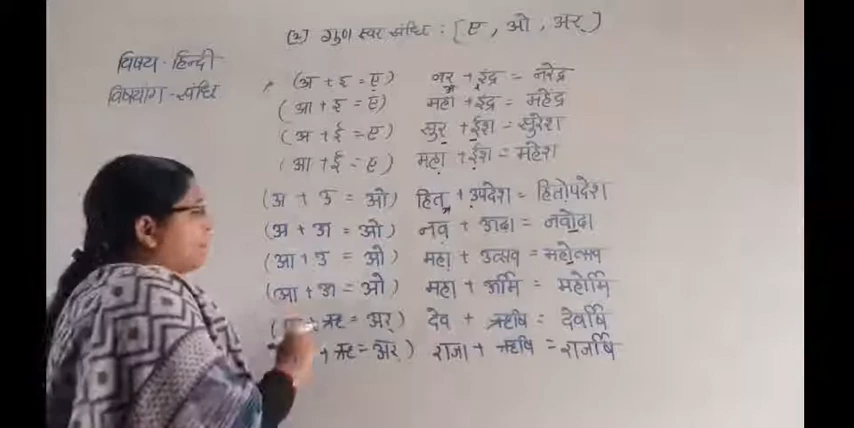 (२) गुण स्वर संधि : [ए, ओ, अर्]
विषय - हिन्दी
विषयांग - संधि
(अ + इ = ए) नर + इंद्र = नरेंद्र
(आ + इ = ए) महा + इंद्र = महेंद्र
(अ + ई = ए) सुर + ईश = सुरेश
(आ + ई = ए) महा + ईश = महेश
(अ + उ = ओ) हित + उपदेश = हितोपदेश
(अ + ऊ = ओ) नव + ऊढ़ा = नवोढ़ा
(आ + उ = ओ) महा + उत्सव = महोत्सव
(आ + ऊ = ओ) महा + ऊर्मि = महोर्मि
+ ऋ = अर्) देव + ऋषि = देवर्षि
+ ऋ = अर्) राजा + ऋषि = राजर्षि